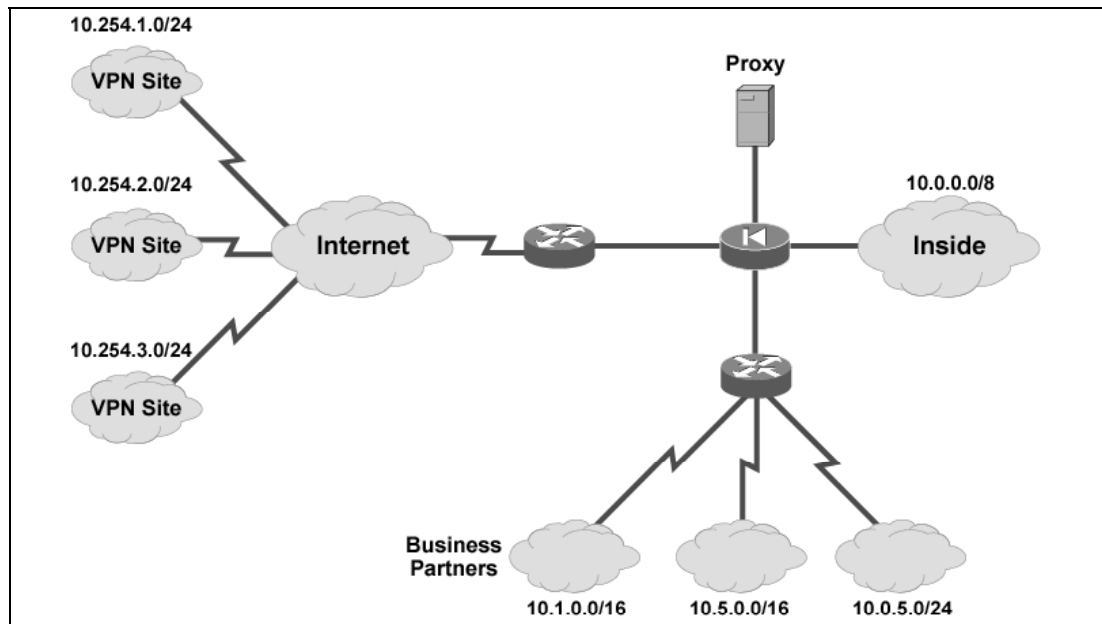 10.254.1.0/24
VPN Site
Proxy
10.254.2.0/24
10.0.0.0/8
VPN Site
Internet
Inside
10.254.3.0/24
VPN Site
Business
Partners
10.1.0.0/16
10.5.0.0/16
10.0.5.0/24